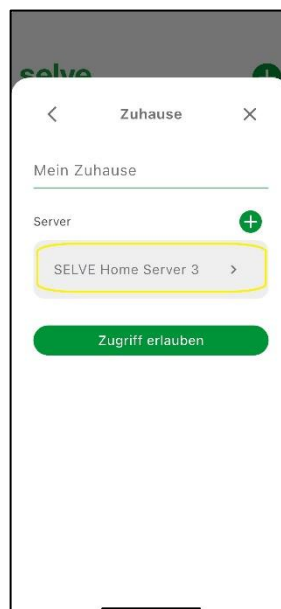 selve
Zuhause
Mein Zuhause
Server
SELVE Home Server 3
Zugriff erlauben